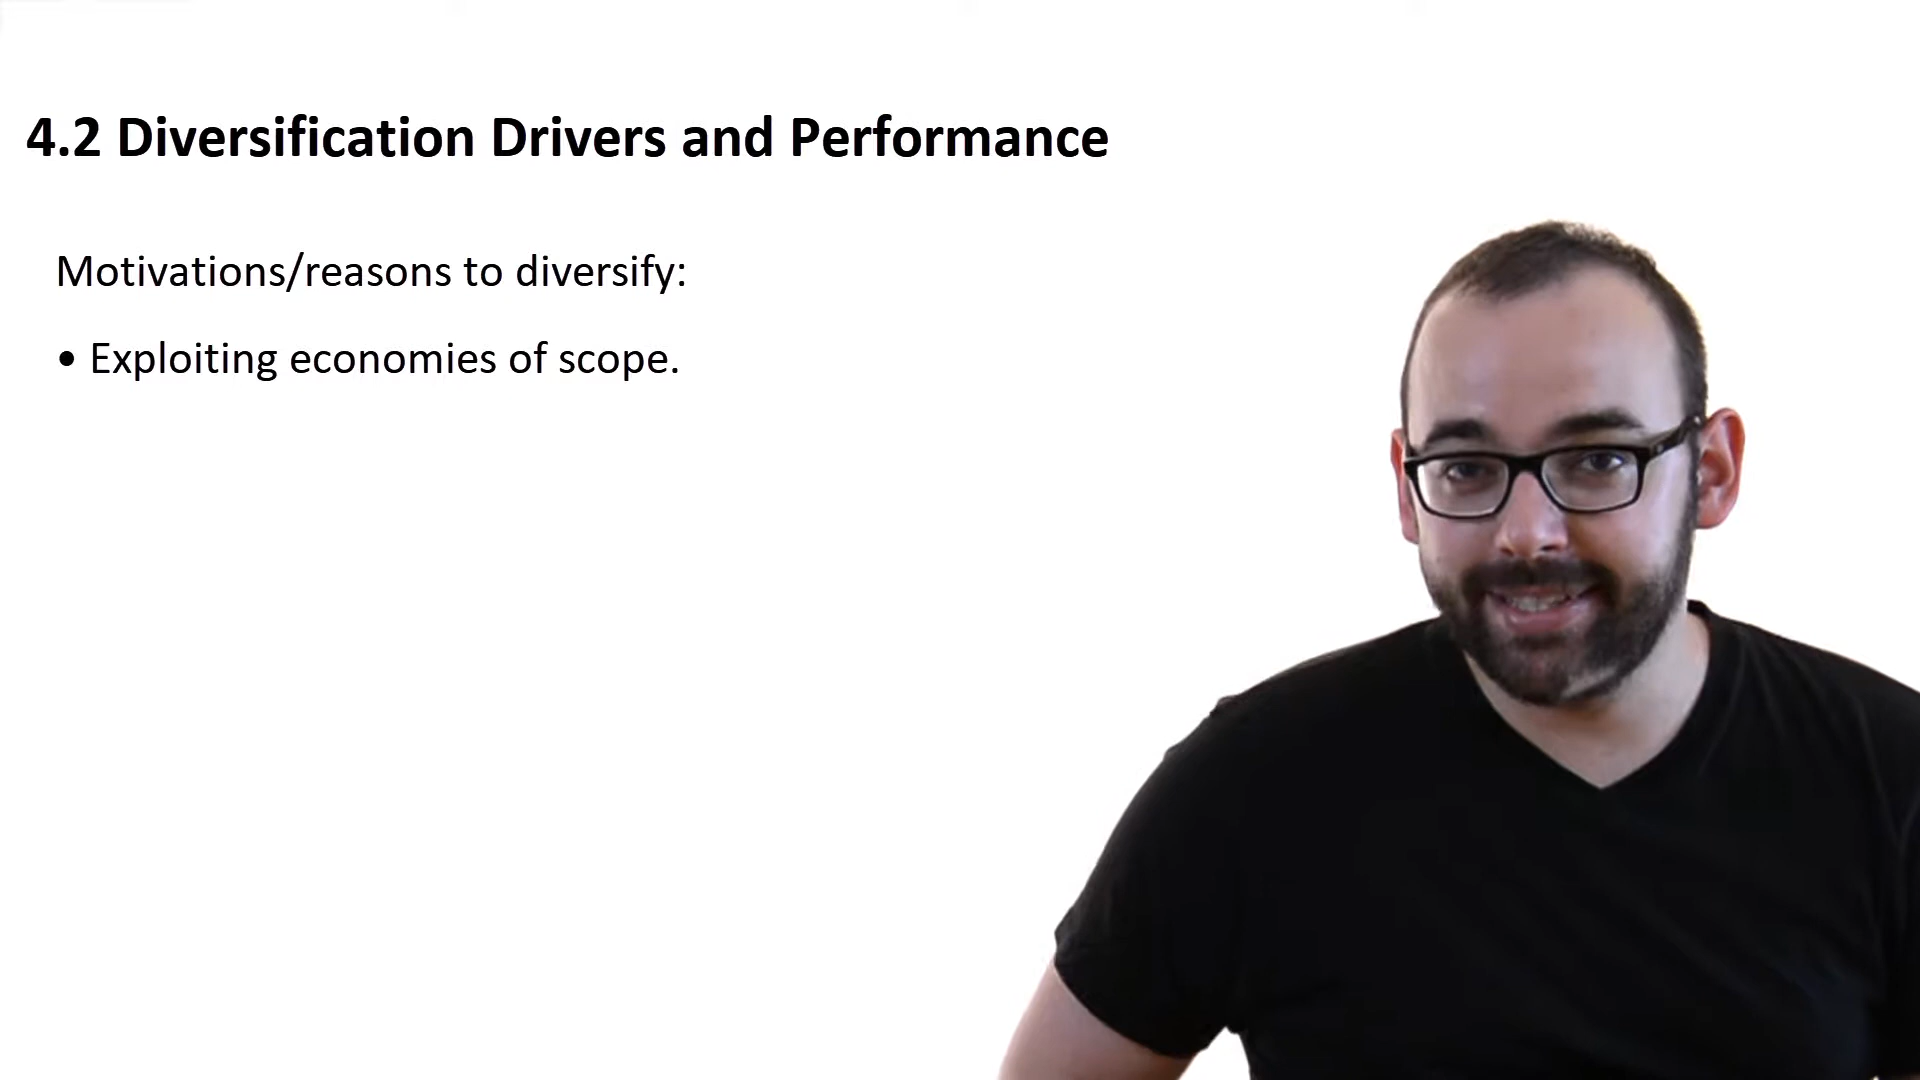 4.2 Diversification Drivers and Performance
Motivations/reasons to diversify:
• Exploiting economies of scope.